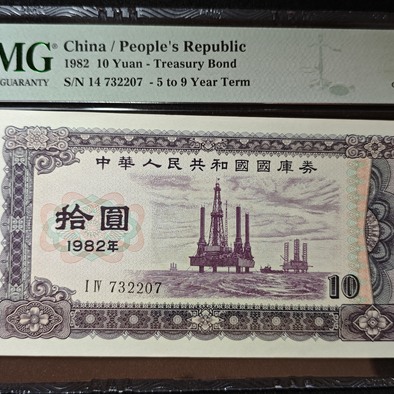 MG China / People's Republic
GUARANTY 1982 10 Yuan - Treasury Bond
S/N 14 732207 - 5 to 9 Year Term
中華人民共和國國庫券
拾圓
1982年
I IV 732207
10